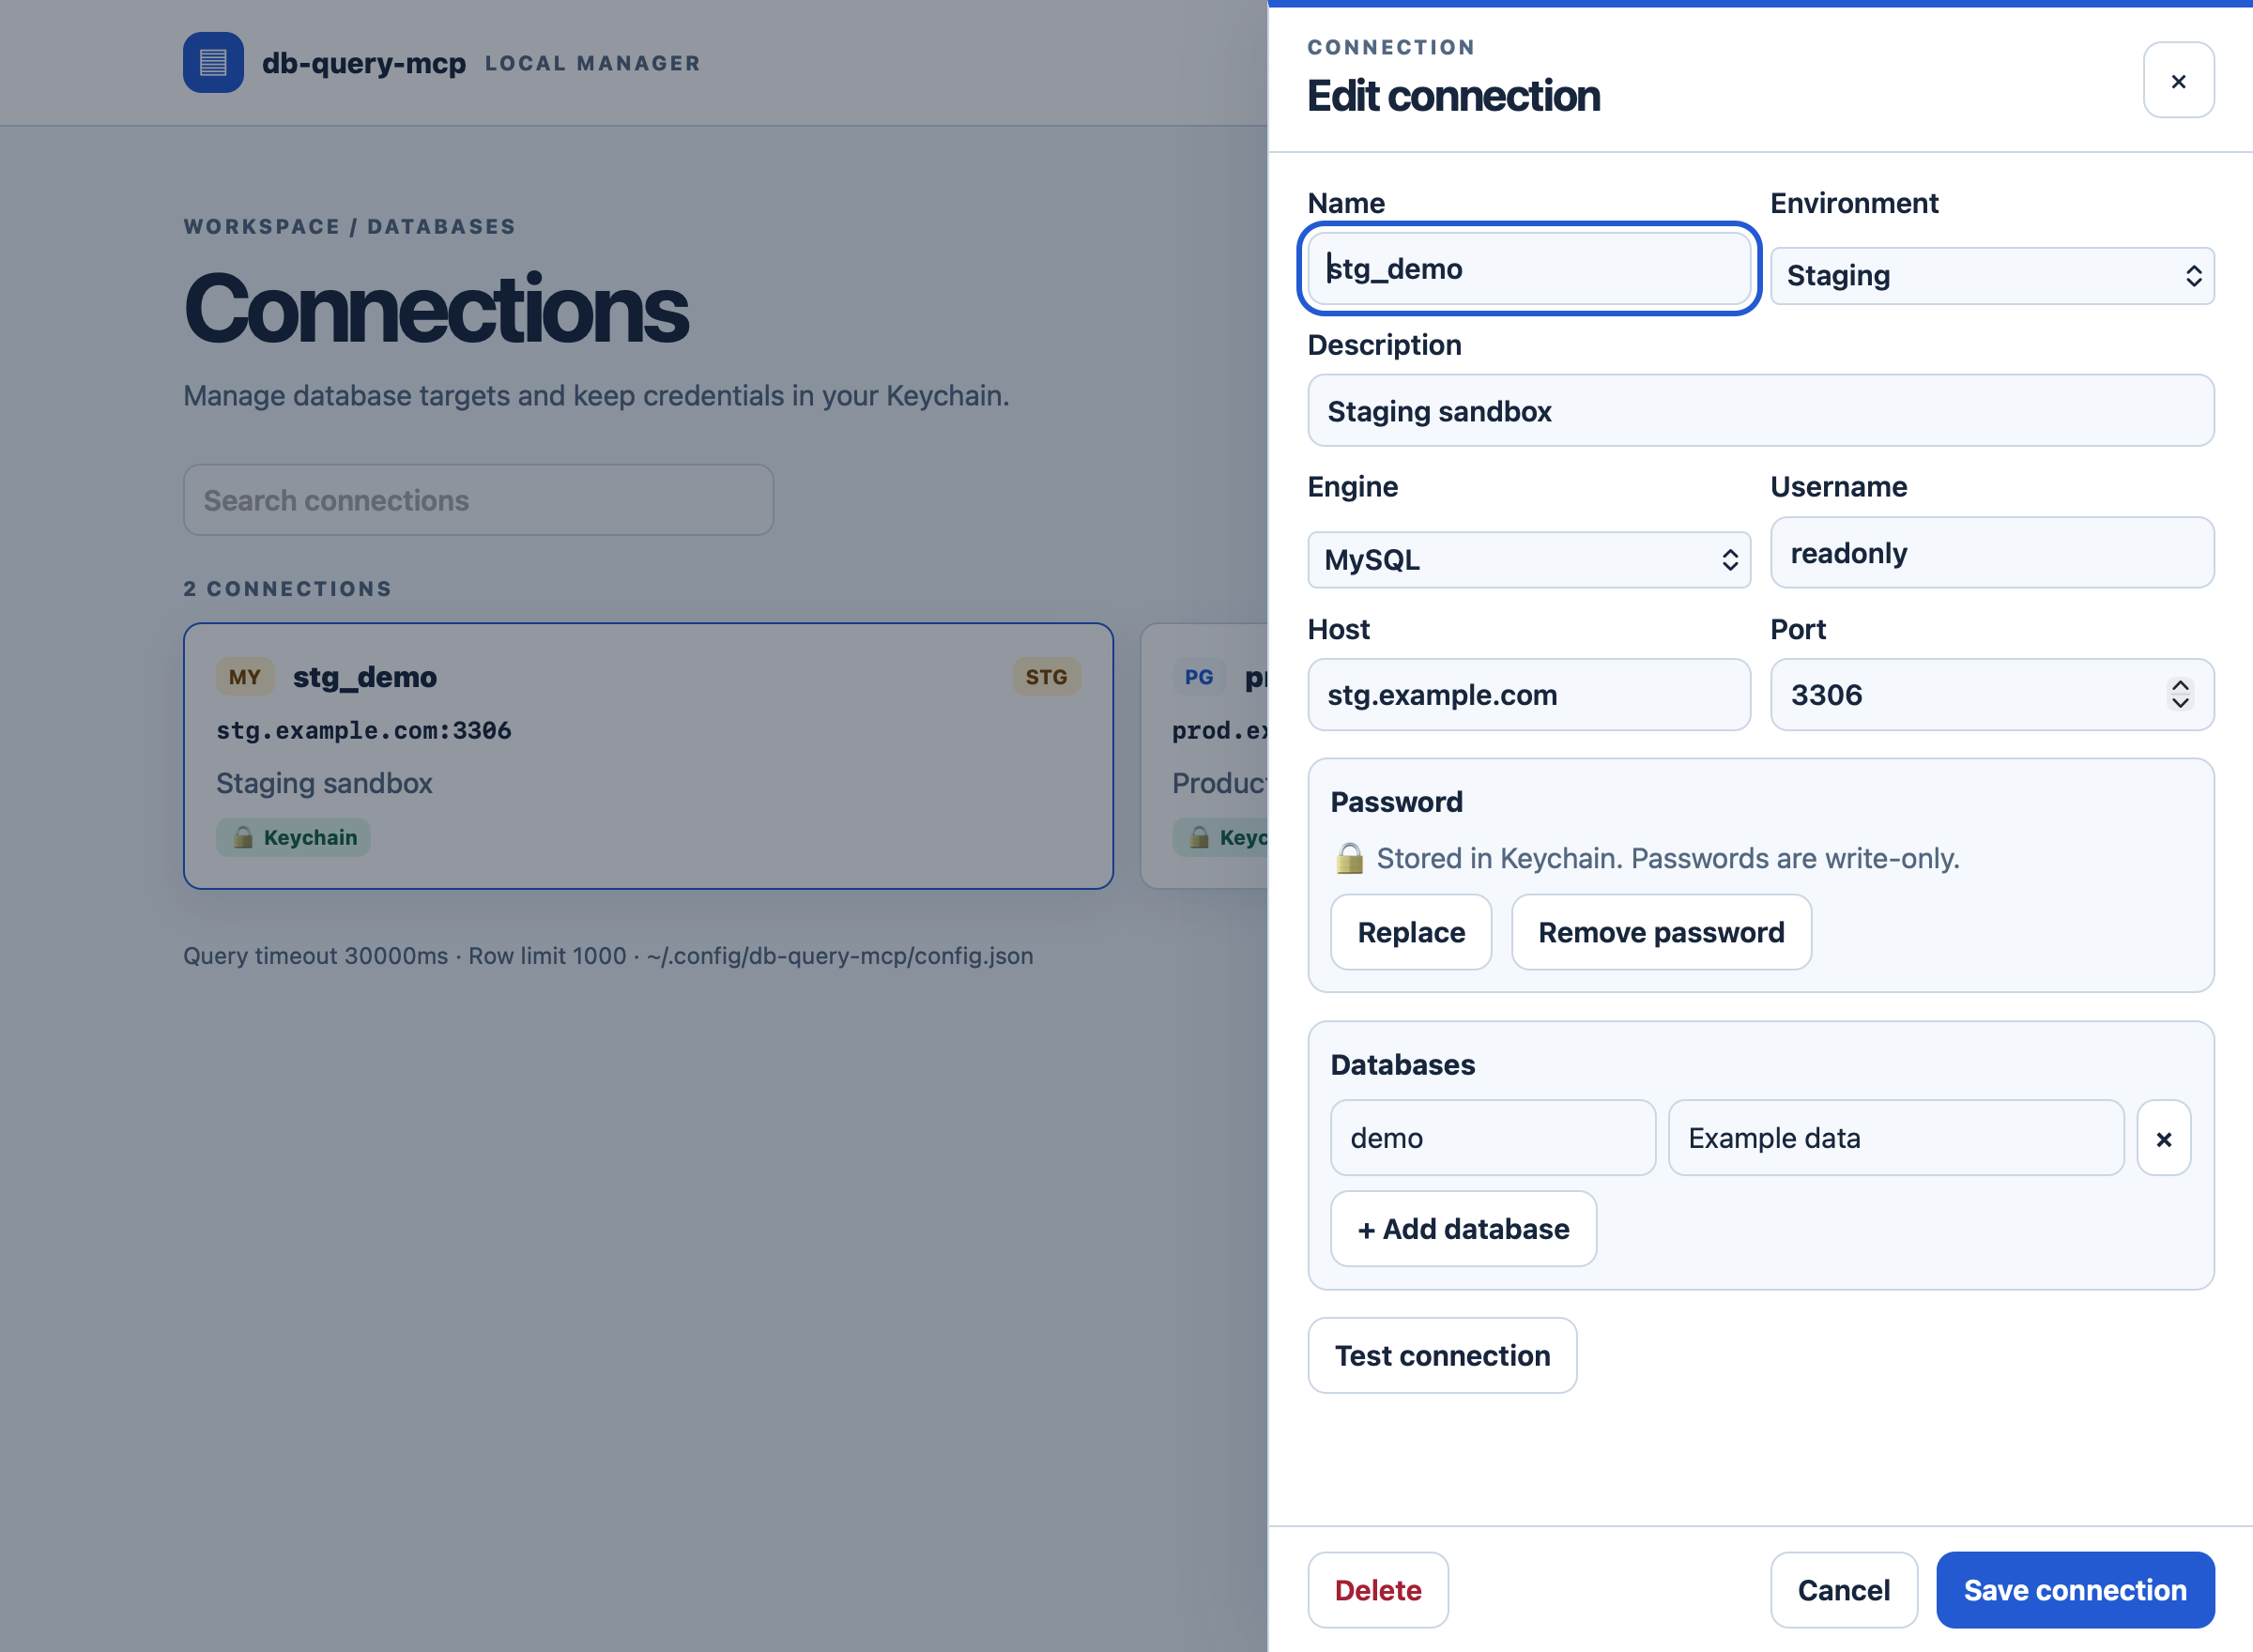 db-query-mcp LOCAL MANAGER
WORKSPACE / DATABASES
Connections
Manage database targets and keep credentials in your Keychain.
Search connections
2 CONNECTIONS
MY stg_demo STG
stg.example.com:3306
Staging sandbox
Keychain
PG
prod.ex
Product
Keyc
Query timeout 30000ms · Row limit 1000 · ~/.config/db-query-mcp/config.json
CONNECTION
Edit connection
×
Name
stg_demo
Environment
Staging
Description
Staging sandbox
Engine
MySQL
Username
readonly
Host
stg.example.com
Port
3306
Password
Stored in Keychain. Passwords are write-only.
Replace
Remove password
Databases
demo
Example data
×
+ Add database
Test connection
Delete
Cancel
Save connection